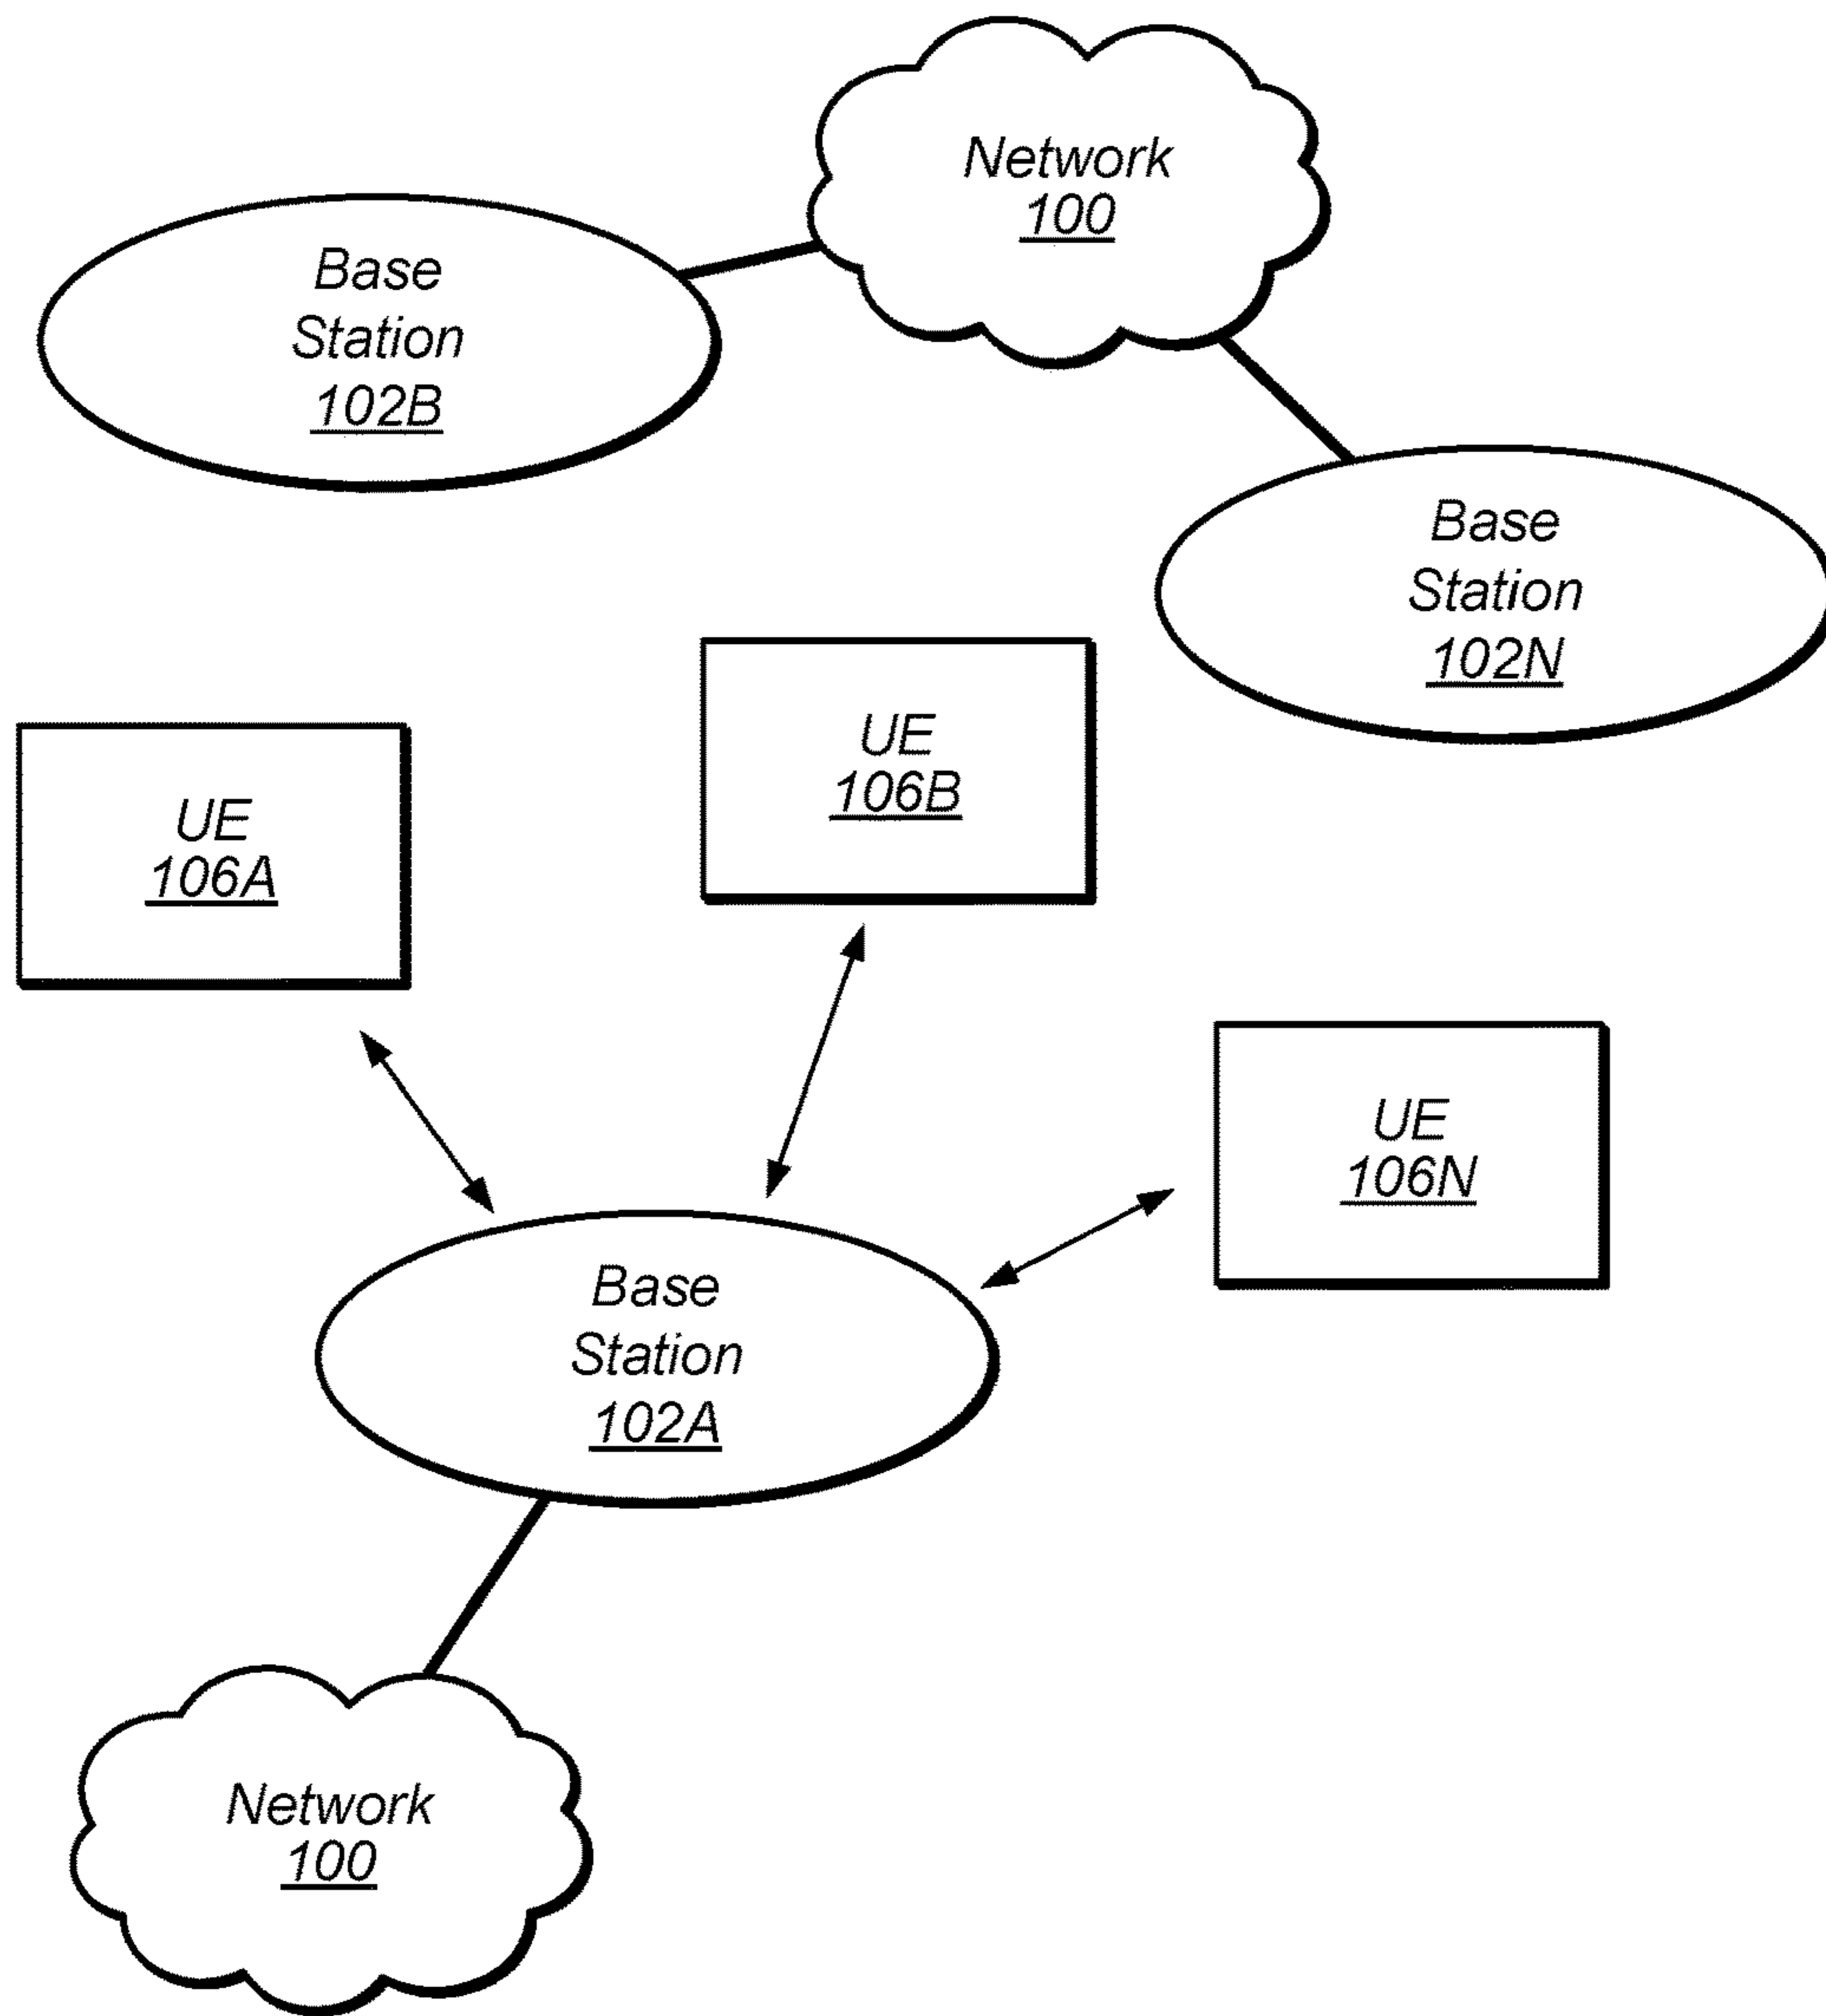 Network
100
Base
Station
102B
Base
Station
102N
UE
106B
UE
106A
UE
106N
Base
Station
102A
Network
100